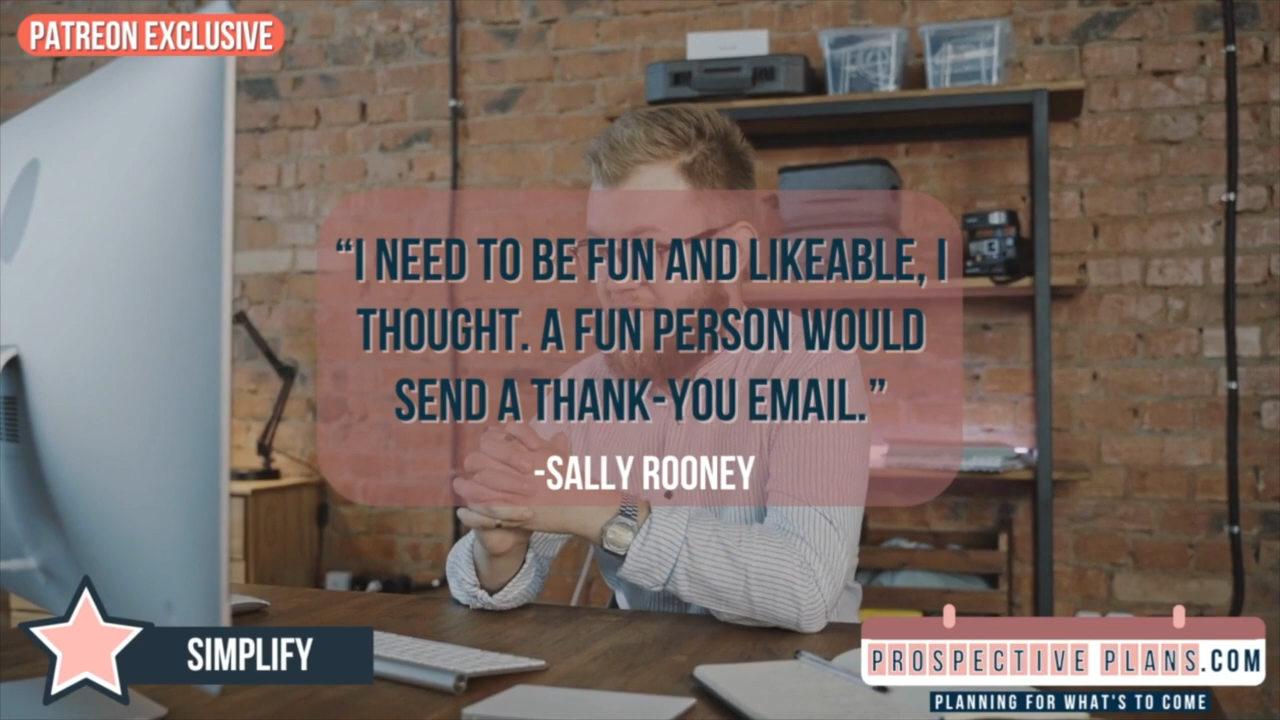 PATREON EXCLUSIVE
“I NEED TO BE FUN AND LIKEABLE, I
THOUGHT. A FUN PERSON WOULD
SEND A THANK-YOU EMAIL.”
-SALLY ROONEY
SIMPLIFY
PROSPECTIVE PLANS.COM
PLANNING FOR WHAT'S TO COME